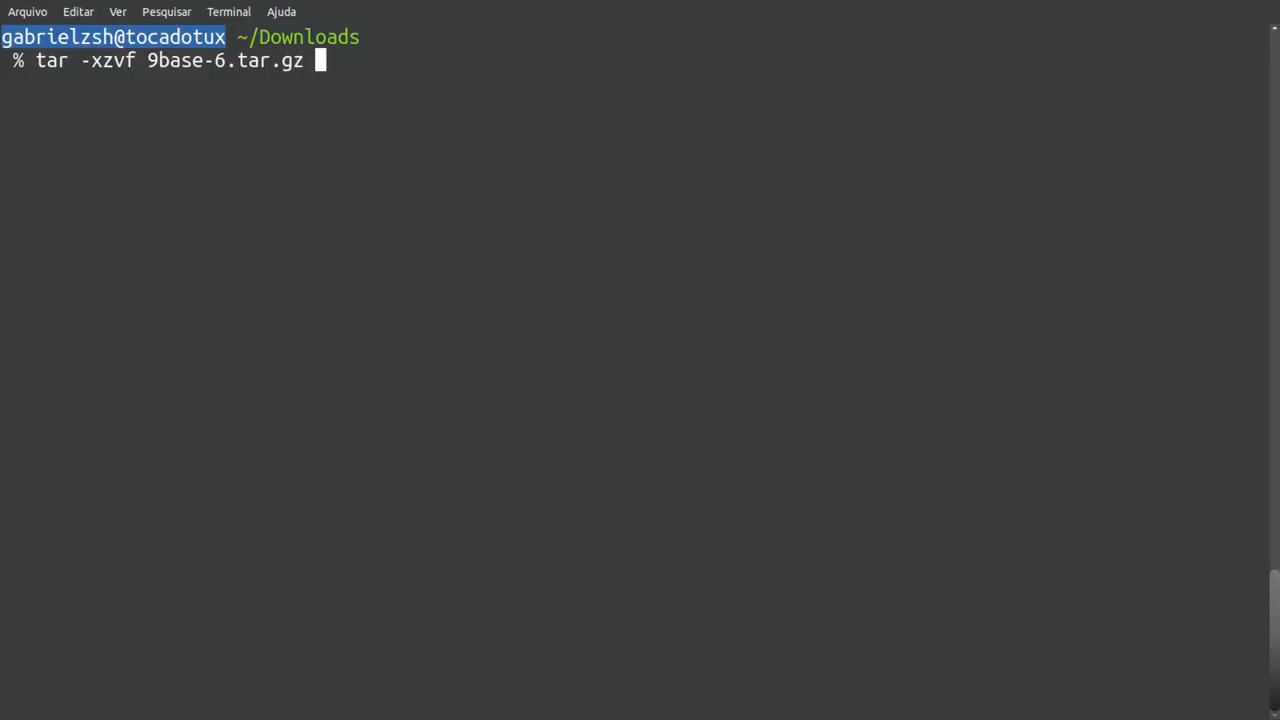 Arquivo Editar Ver Pesquisar Terminal Ajuda
gabrielzsh@tocadotux ~/Downloads
% tar -xzvf 9base-6.tar.gz